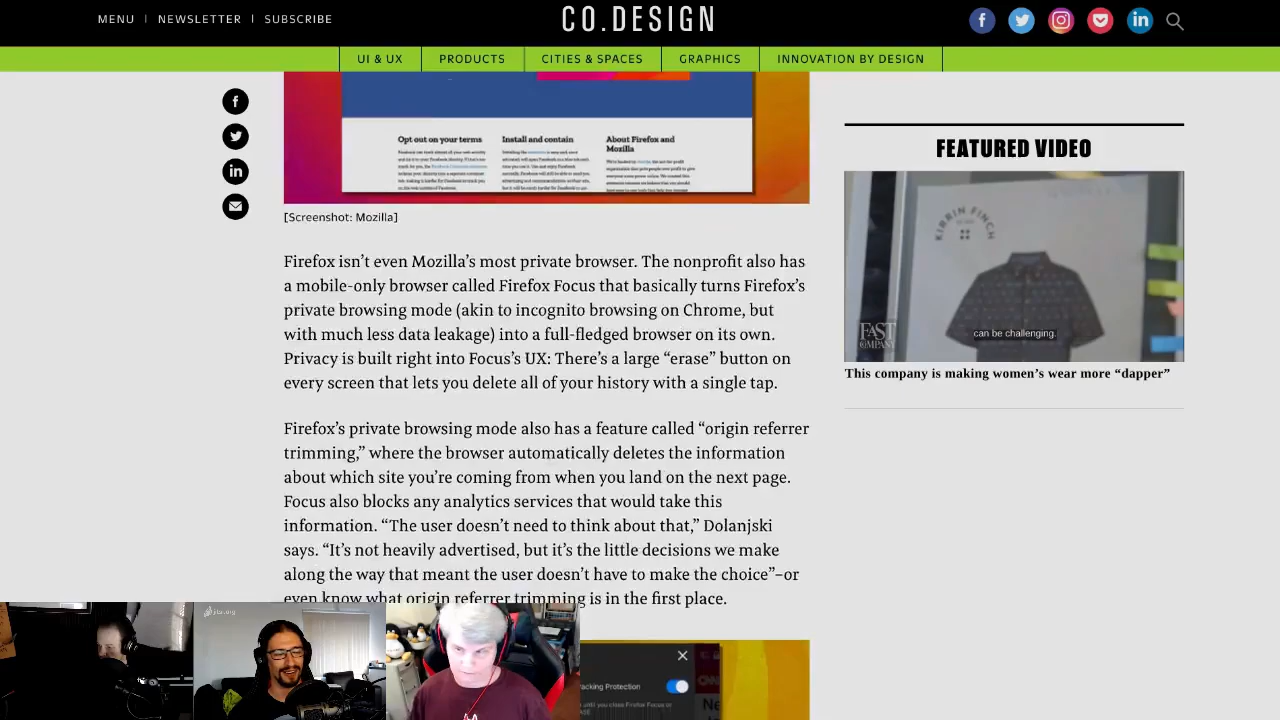 MENU | NEWSLETTER | SUBSCRIBE
CO.DESIGN
UI & UX
PRODUCTS
CITIES & SPACES
GRAPHICS
INNOVATION BY DESIGN
Opt out on your terms
Install and contain
About Firefox and
Mozilla
[Screenshot: Mozilla]
Firefox isn’t even Mozilla’s most private browser. The nonprofit also has
a mobile-only browser called Firefox Focus that basically turns Firefox’s
private browsing mode (akin to incognito browsing on Chrome, but
with much less data leakage) into a full-fledged browser on its own.
Privacy is built right into Focus’s UX: There’s a large “erase” button on
every screen that lets you delete all of your history with a single tap.
Firefox’s private browsing mode also has a feature called “origin referrer
trimming,” where the browser automatically deletes the information
about which site you’re coming from when you land on the next page.
Focus also blocks any analytics services that would take this
information. “The user doesn’t need to think about that,” Dolanjski
says. “It’s not heavily advertised, but it’s the little decisions we make
along the way that meant the user doesn’t have to make the choice”–or
even know what origin referrer trimming is in the first place.
FEATURED VIDEO
KIRRIN FINCH
FAST
COMPANY
can be challenging.
This company is making women’s wear more “dapper”
jitsi.org
acking Protection